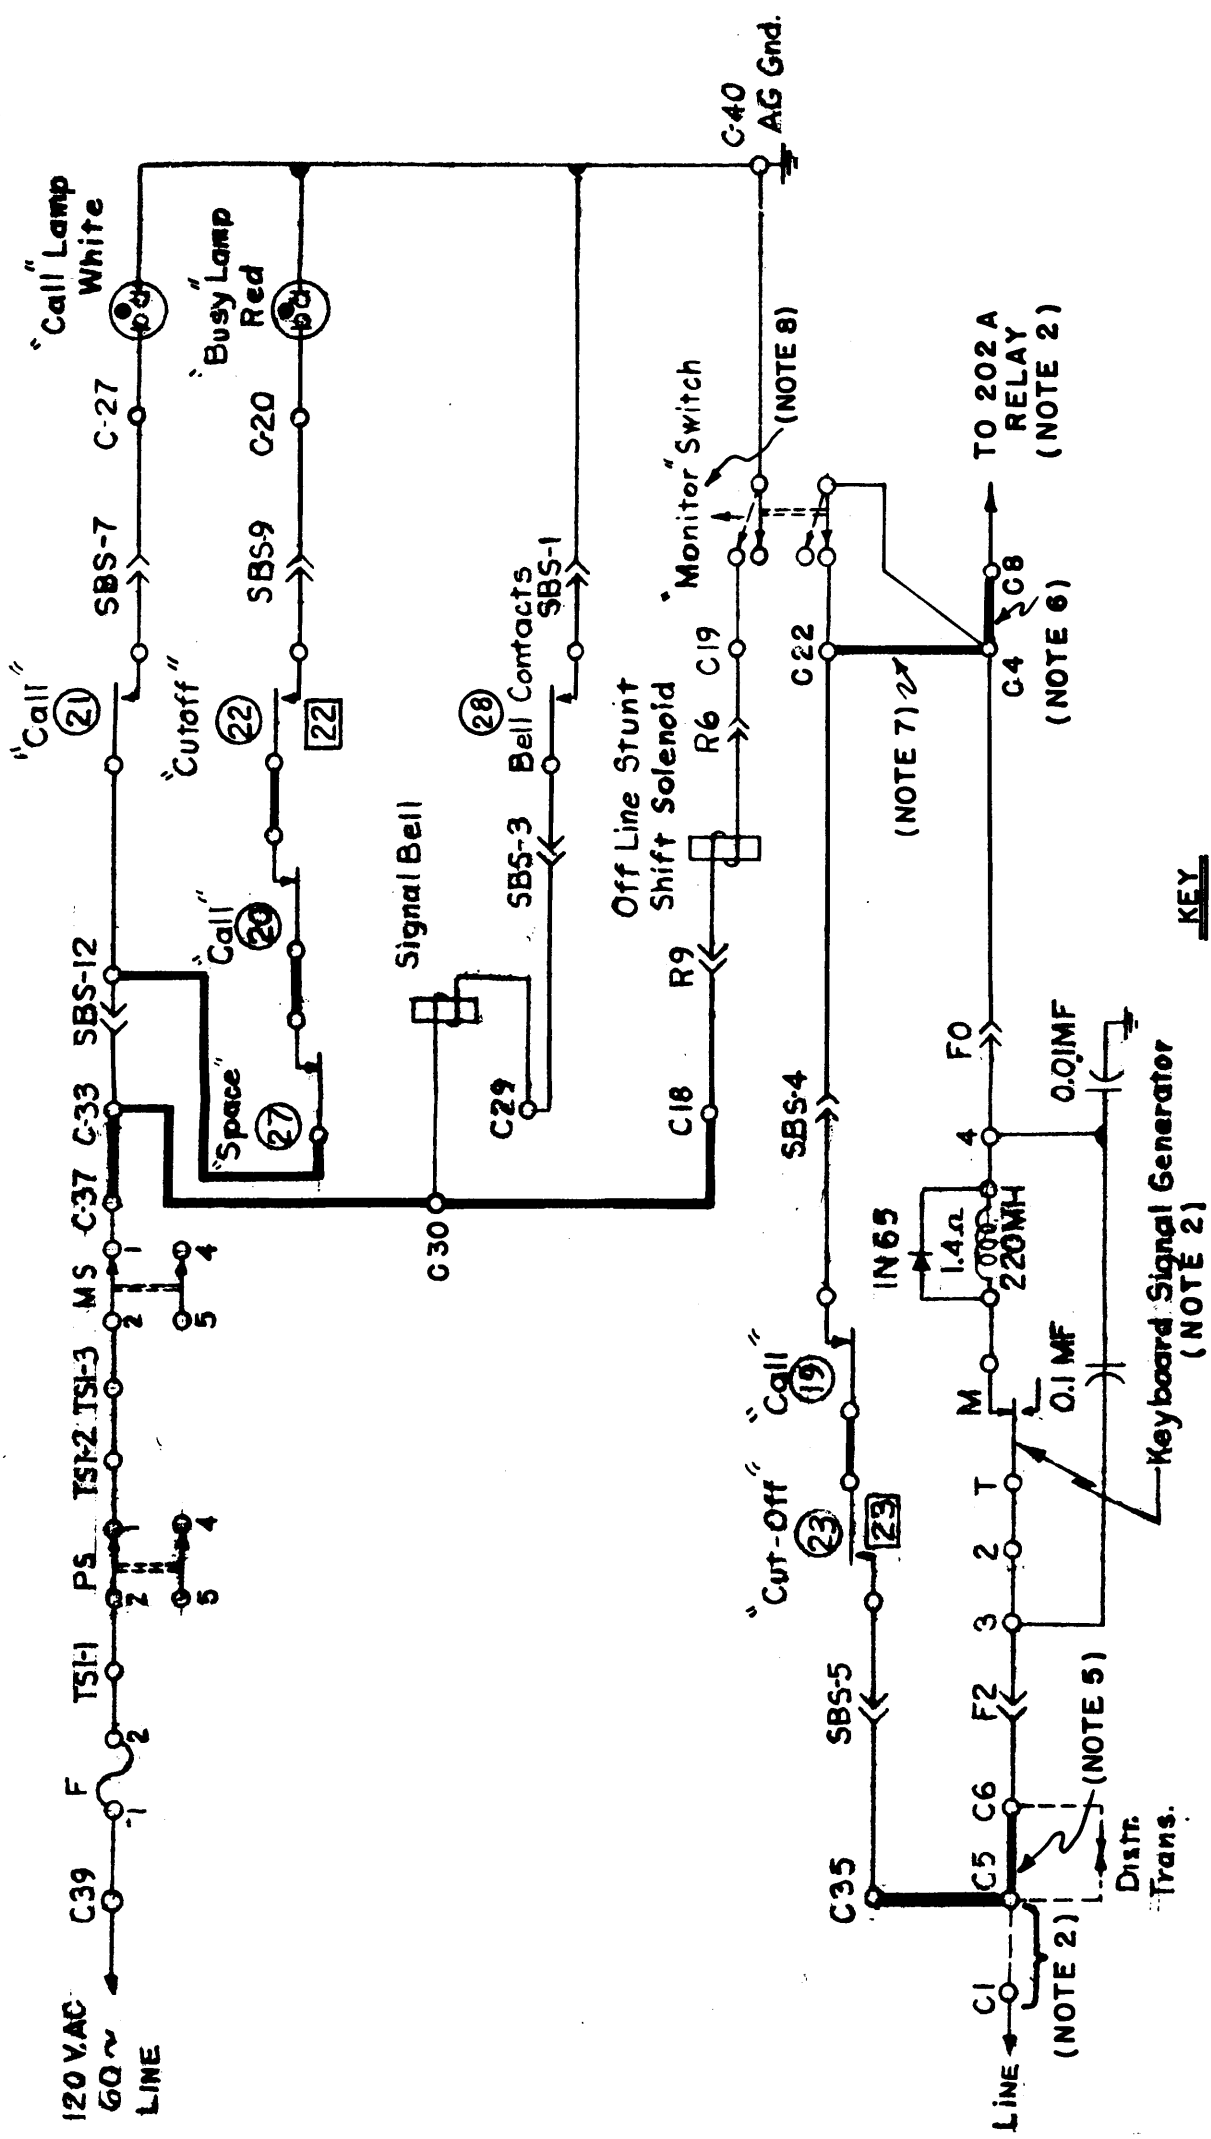 120 V.AC
60~
LINE
C39
F
1
2
TS1-1
PS
2
1
5
4
TS1-2
TS1-3
MS
2
1
5
4
C-37
C-33
SBS-12
"Call"
21
SBS-7
C-27
"Call" Lamp
White
"Space"
27
"Call"
20
"Cutoff"
22
22
SBS-9
C-20
"Busy" Lamp
Red
C30
Signal Bell
C29
SBS-3
28
Bell Contacts
SBS-1
C18
R9
Off Line Stunt
Shift Solenoid
R6
C19
"Monitor" Switch
(NOTE 8)
C-40
AG Gnd.
C35
SBS-5
"Cut-Off"
23
23
"Call"
19
SBS-4
C22
(NOTE 7)
LINE
C1
(NOTE 2)
C5
C6
(NOTE 5)
Distr.
Trans.
F2
3
2
T
M
1N65
1.4Ω
220MH
4
FO
C4
C8
(NOTE 6)
TO 202A
RELAY
(NOTE 2)
0.1 MF
0.01MF
Keyboard Signal Generator
(NOTE 2)
KEY